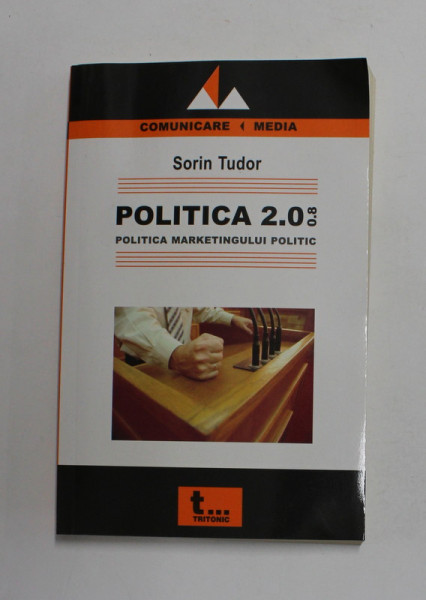 COMUNICARE MEDIA
Sorin Tudor
POLITICA 2.0 0.8
POLITICA MARKETINGULUI POLITIC
t...
TRITONIC